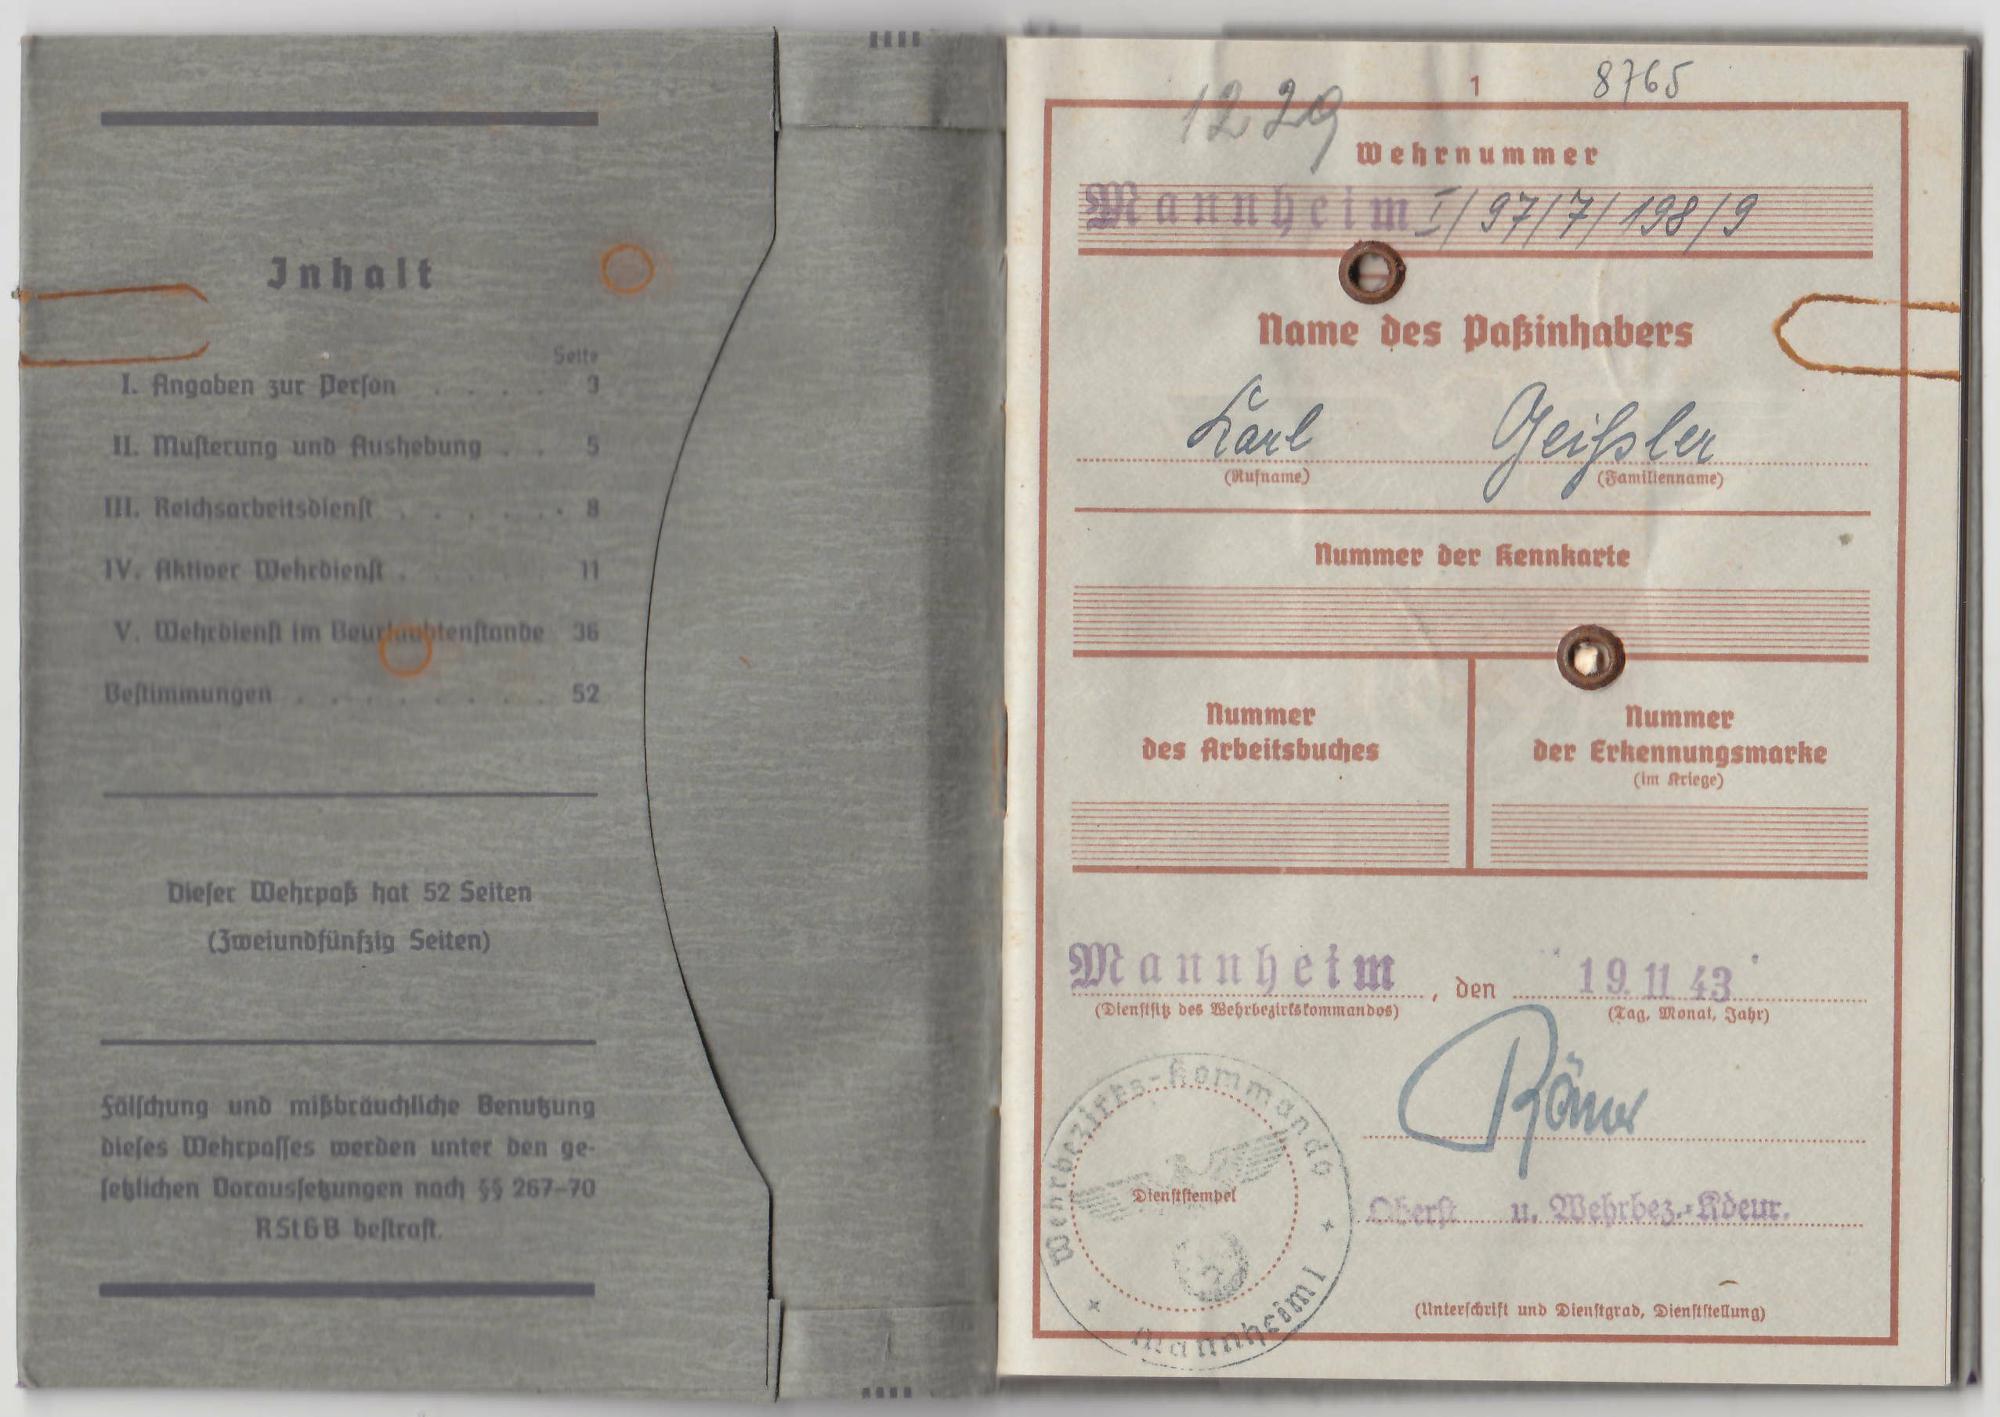 Inhalt
Seite
I. Angaben zur Person . . . . 3
II. Musterung und Aushebung . . 5
III. Reichsarbeitsdienst . . . . . . 8
IV. Aktiver Wehrdienst . . . . . 11
V. Wehrdienst im Beurlaubtenstande 36
Bestimmungen . . . . . . . . . 52
Dieser Wehrpaß hat 52 Seiten
(Zweiundfünfzig Seiten)
Fälschung und mißbräuchliche Benutzung
dieses Wehrpasses werden unter den ge-
setzlichen Voraussetzungen nach §§ 267–70
RStGB bestraft.
1
8765
1229
Wehrnummer
Mannheim I/97/7/198/9
Name des Paßinhabers
Karl Geißler
(Rufname) (Familienname)
Nummer der Kennkarte
Nummer
des Arbeitsbuches
Nummer
der Erkennungsmarke
(im Kriege)
Mannheim, den 19.11.43
(Dienstsitz des Wehrbezirkskommandos) (Tag, Monat, Jahr)
Wehrbezirks-Kommando
Mannheim I
Dienststempel
Oberst u. Wehrbez.-Kdeur.
(Unterschrift und Dienstgrad, Dienststellung)